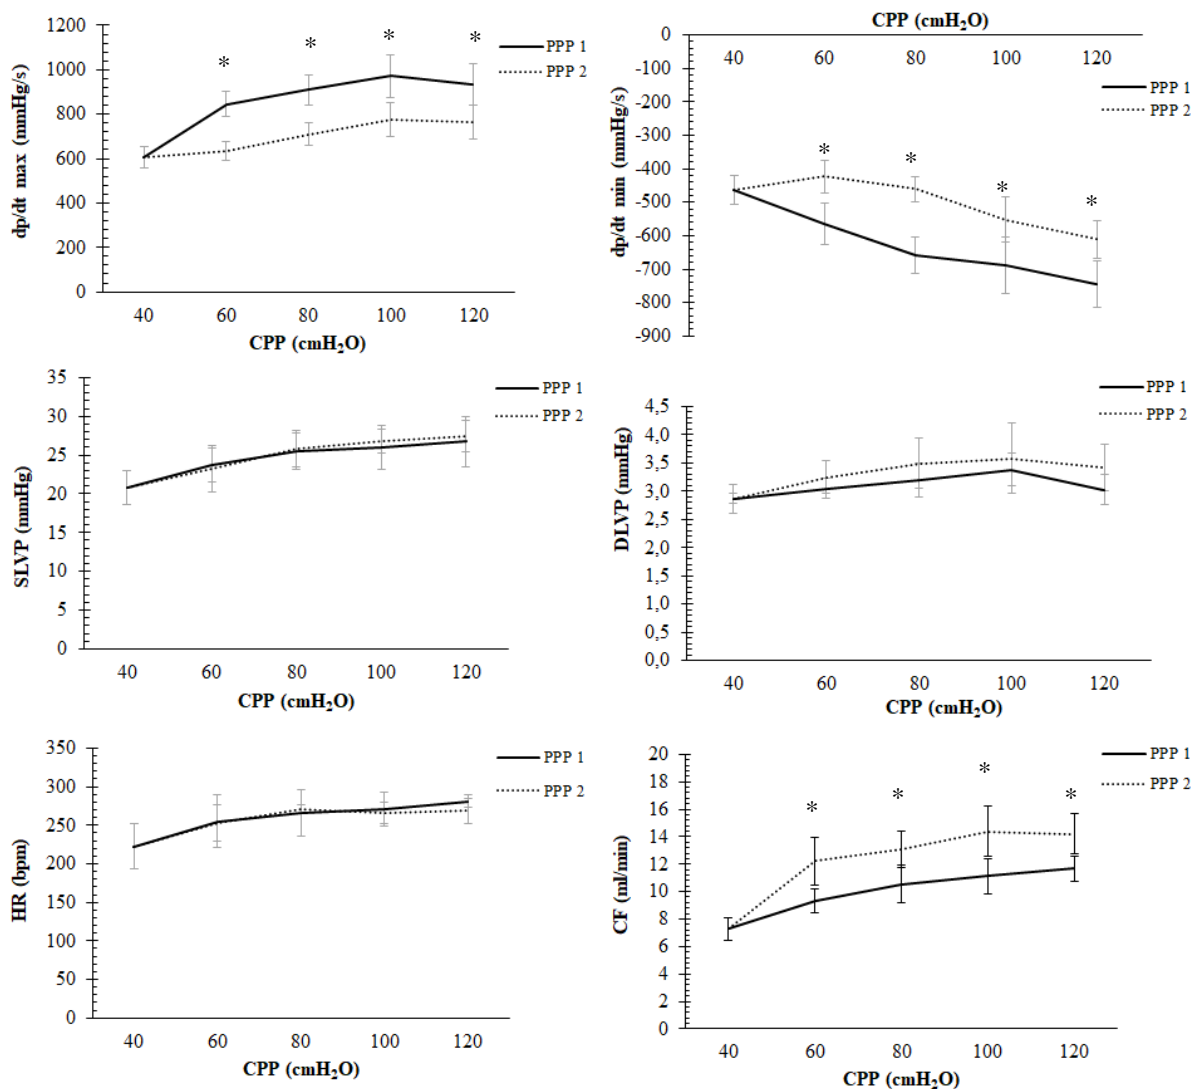 1200
1000
800
600
400
200
0
dp/dt max (mmHg/s)
* * * *
PPP 1
PPP 2
40 60 80 100 120
CPP (cmH₂O)
CPP (cmH₂O)
0
-100
-200
-300
-400
-500
-600
-700
-800
-900
dp/dt min (mmHg/s)
40 60 80 100 120
PPP 1
PPP 2
* * * *
35
30
25
20
15
10
5
0
SLVP (mmHg)
PPP 1
PPP 2
40 60 80 100 120
CPP (cmH₂O)
4,5
4,0
3,5
3,0
2,5
2,0
1,5
1,0
0,5
0,0
DLVP (mmHg)
PPP 1
PPP 2
40 60 80 100 120
CPP (cmH₂O)
350
300
250
200
150
100
50
0
HR (bpm)
PPP 1
PPP 2
40 60 80 100 120
CPP (cmH₂O)
20
18
16
14
12
10
8
6
4
2
0
CF (ml/min)
PPP 1
PPP 2
* * * *
40 60 80 100 120
CPP (cmH₂O)